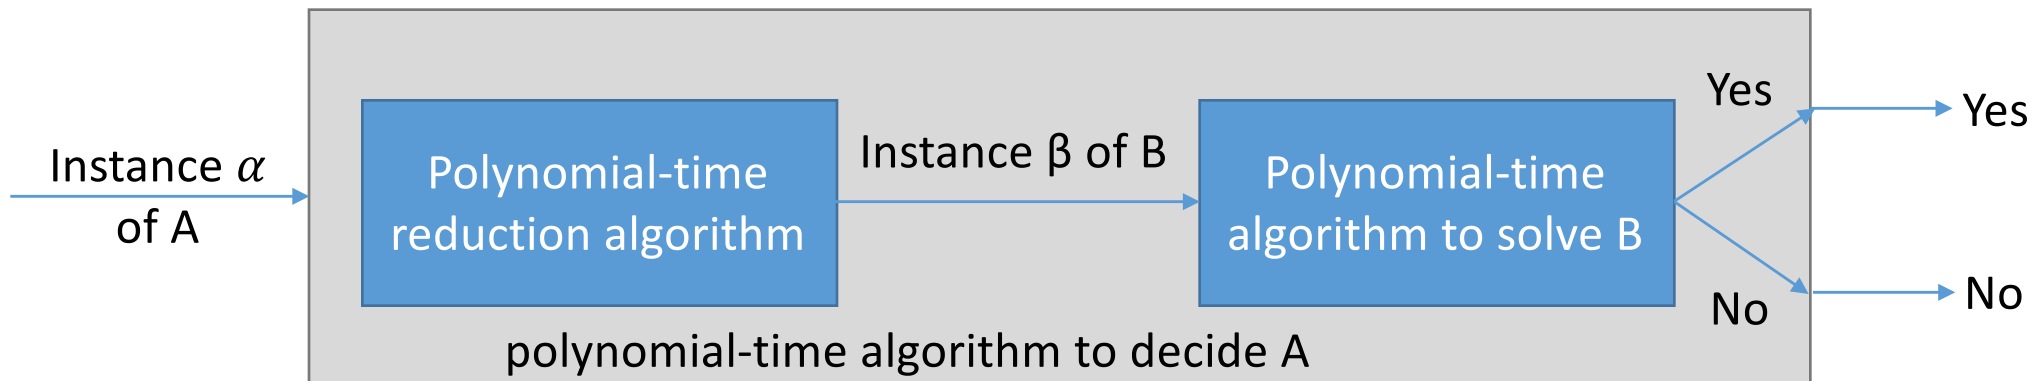 Instance α
of A
Polynomial-time
reduction algorithm
Instance β of B
Polynomial-time
algorithm to solve B
Yes
No
Yes
No
polynomial-time algorithm to decide A